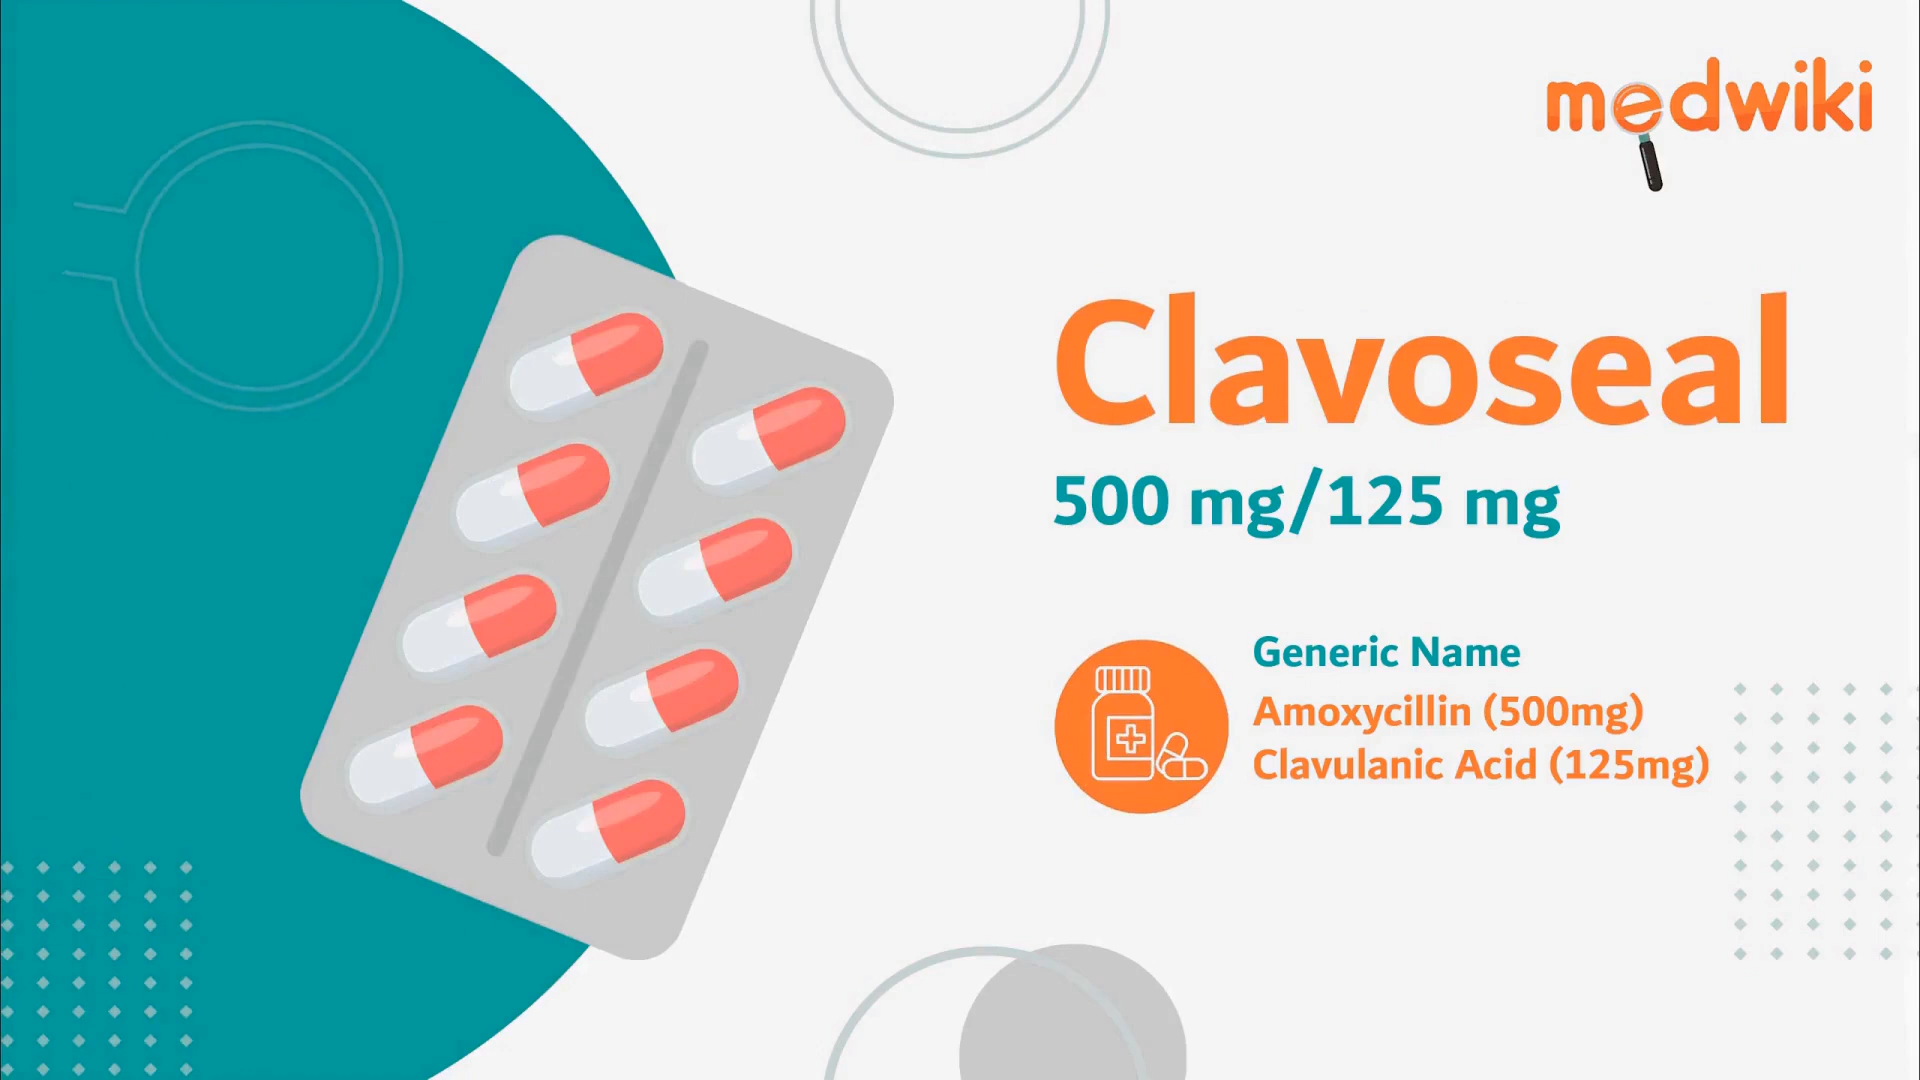 medwiki
Clavoseal
500 mg/125 mg
Generic Name
Amoxycillin (500mg)
Clavulanic Acid (125mg)